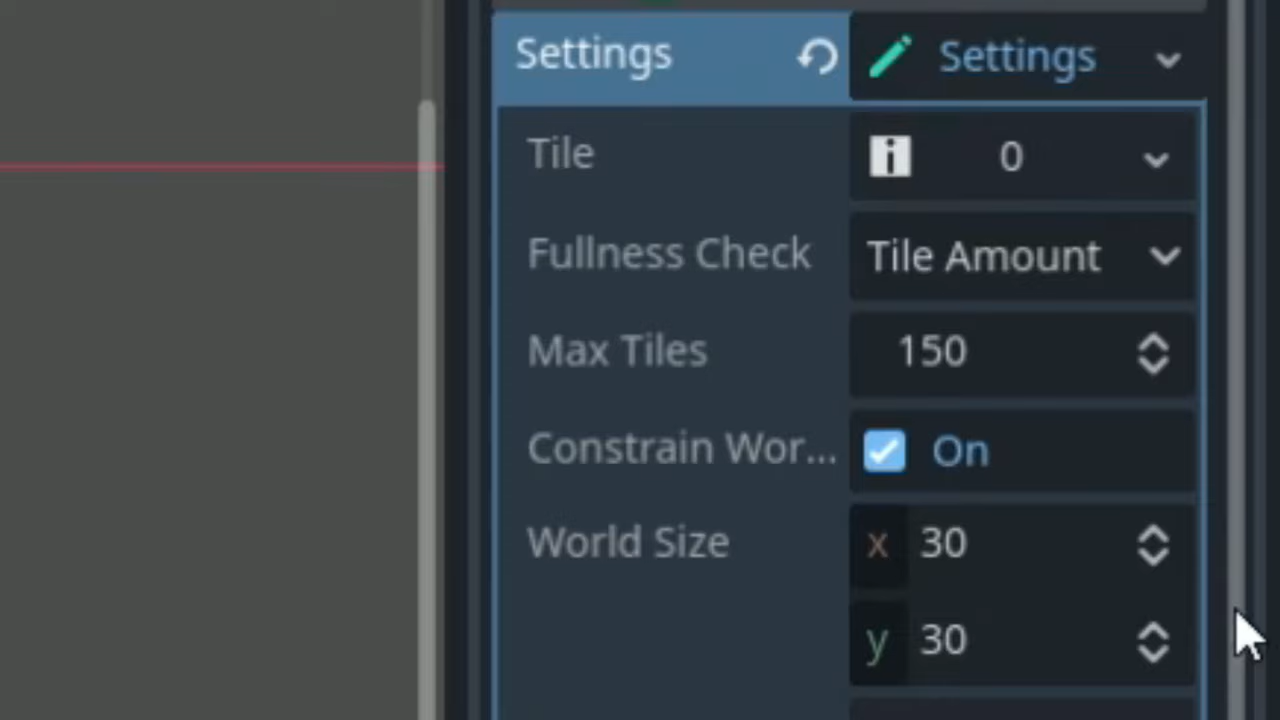 Settings Settings
Tile 0
Fullness Check Tile Amount
Max Tiles 150
Constrain Wor... On
World Size x 30
y 30